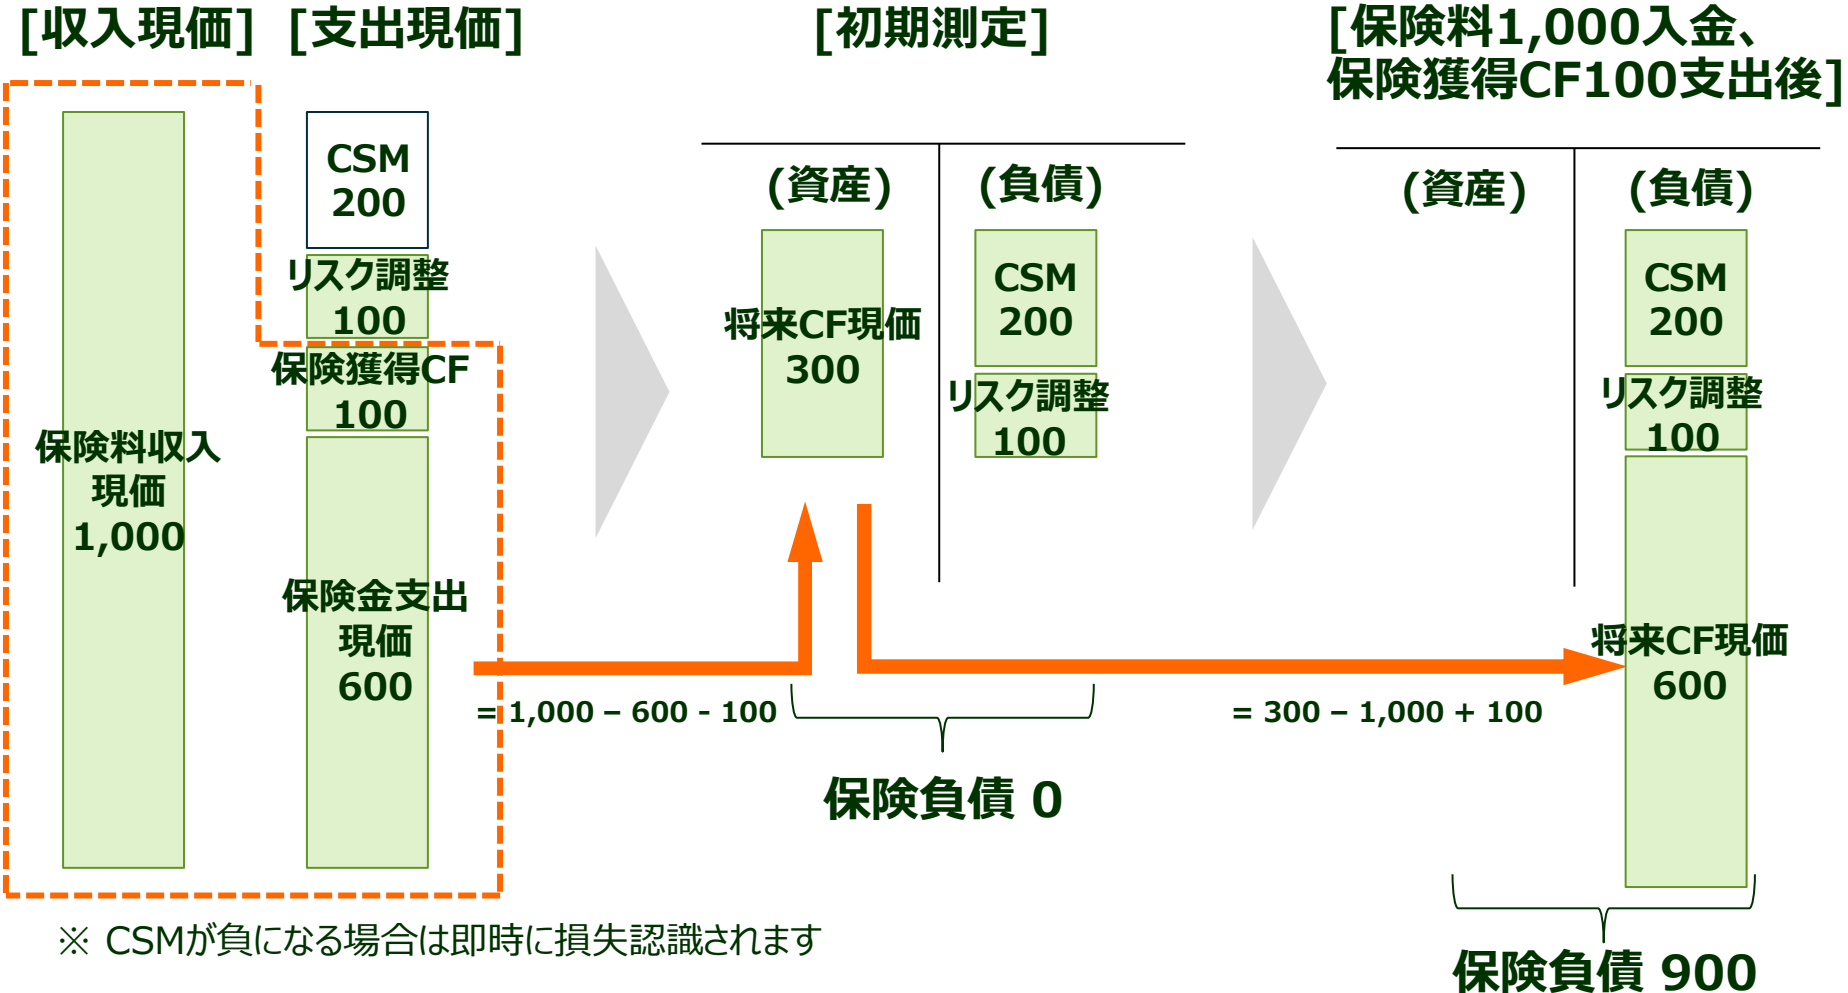 [収入現価]
[支出現価]
[初期測定]
[保険料1,000入金、
保険獲得CF100支出後]
保険料収入
現価
1,000
CSM
200
リスク調整
100
保険獲得CF
100
保険金支出
現価
600
= 1,000 – 600 - 100
(資産)
(負債)
将来CF現価
300
CSM
200
リスク調整
100
保険負債 0
= 300 – 1,000 + 100
(資産)
(負債)
CSM
200
リスク調整
100
将来CF現価
600
保険負債 900
※ CSMが負になる場合は即時に損失認識されます